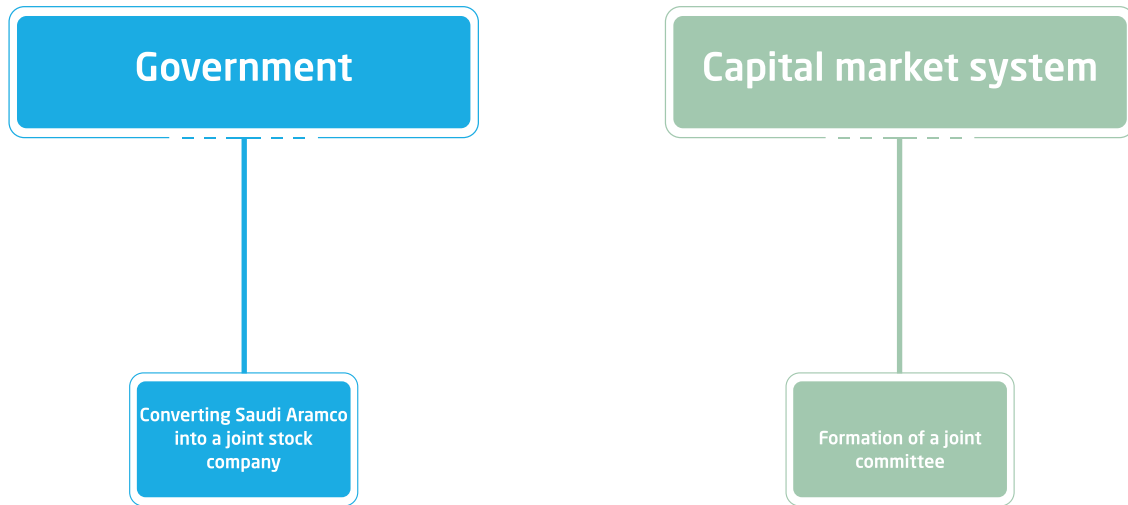 Government
Capital market system
Converting Saudi Aramco
into a joint stock
company
Formation of a joint
committee